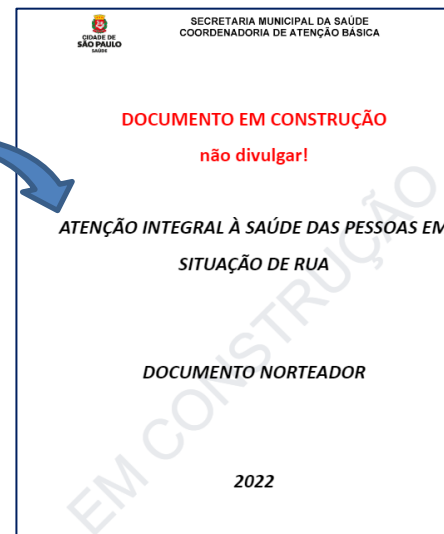 CIDADE DE
SÃO PAULO
SAÚDE
SECRETARIA MUNICIPAL DA SAÚDE
COORDENADORIA DE ATENÇÃO BÁSICA
DOCUMENTO EM CONSTRUÇÃO
não divulgar!
ATENÇÃO INTEGRAL À SAÚDE DAS PESSOAS EM
SITUAÇÃO DE RUA
DOCUMENTO NORTEADOR
2022
EM CONSTRUÇÃO